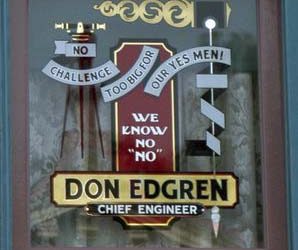 NO
CHALLENGE
TOO BIG FOR
OUR YES MEN!
WE
KNOW
NO
"NO"
DON EDGREN
CHIEF ENGINEER